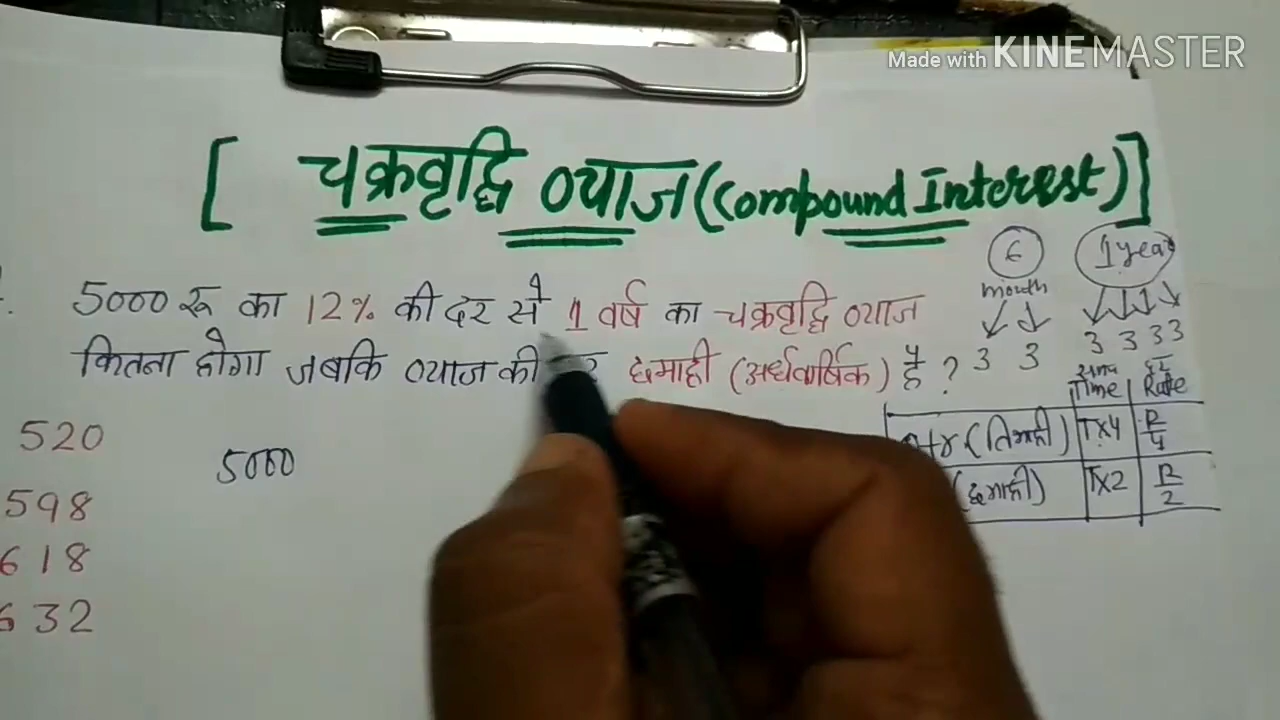 Made with KINEMASTER
[ चक्रवृद्धि ब्याज (Compound Interest) ]
6 month
3 3
1 year
3 3 3 3
5000 रू का 12% की दर से 1 वर्ष का चक्रवृद्धि ब्याज
कितना होगा जबकि ब्याज की छमाही (अर्धवार्षिक) है ?
520
598
618
632
5000
समय दर
Time Rate
(तिमाही) T×4 R/4
(छमाही) T×2 R/2